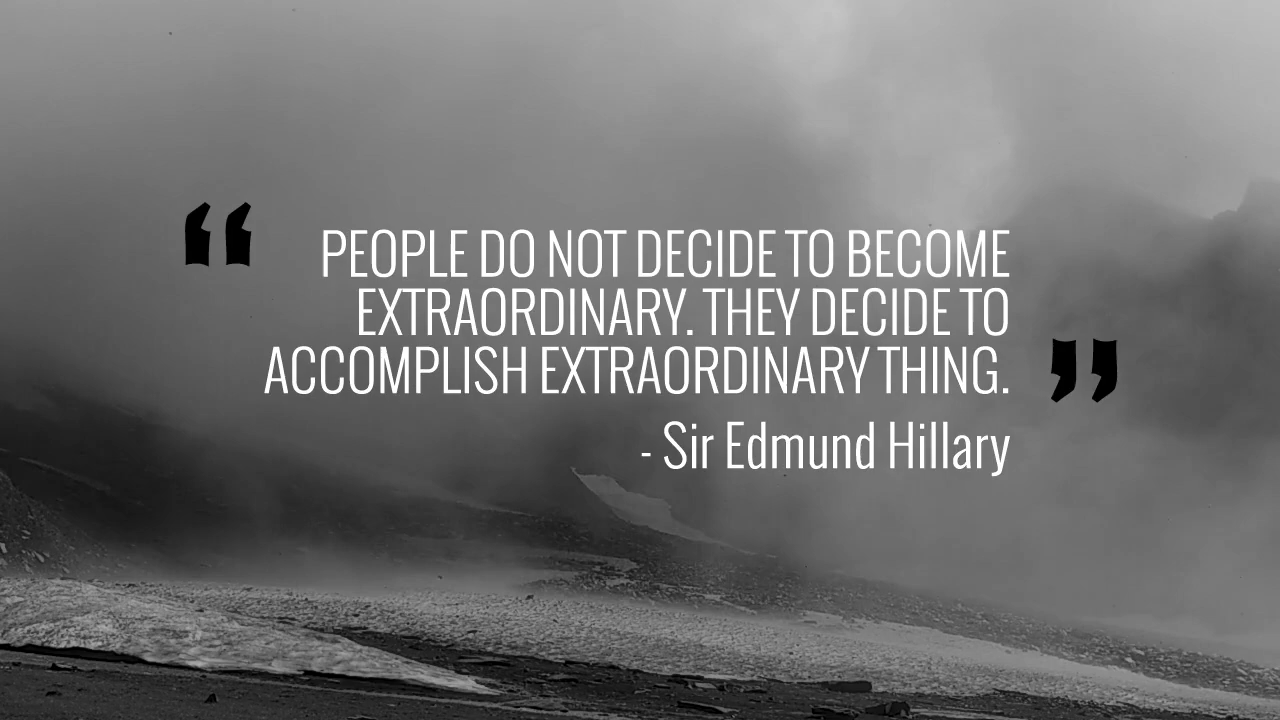 “ PEOPLE DO NOT DECIDE TO BECOME
EXTRAORDINARY. THEY DECIDE TO
ACCOMPLISH EXTRAORDINARY THING. ”
- Sir Edmund Hillary